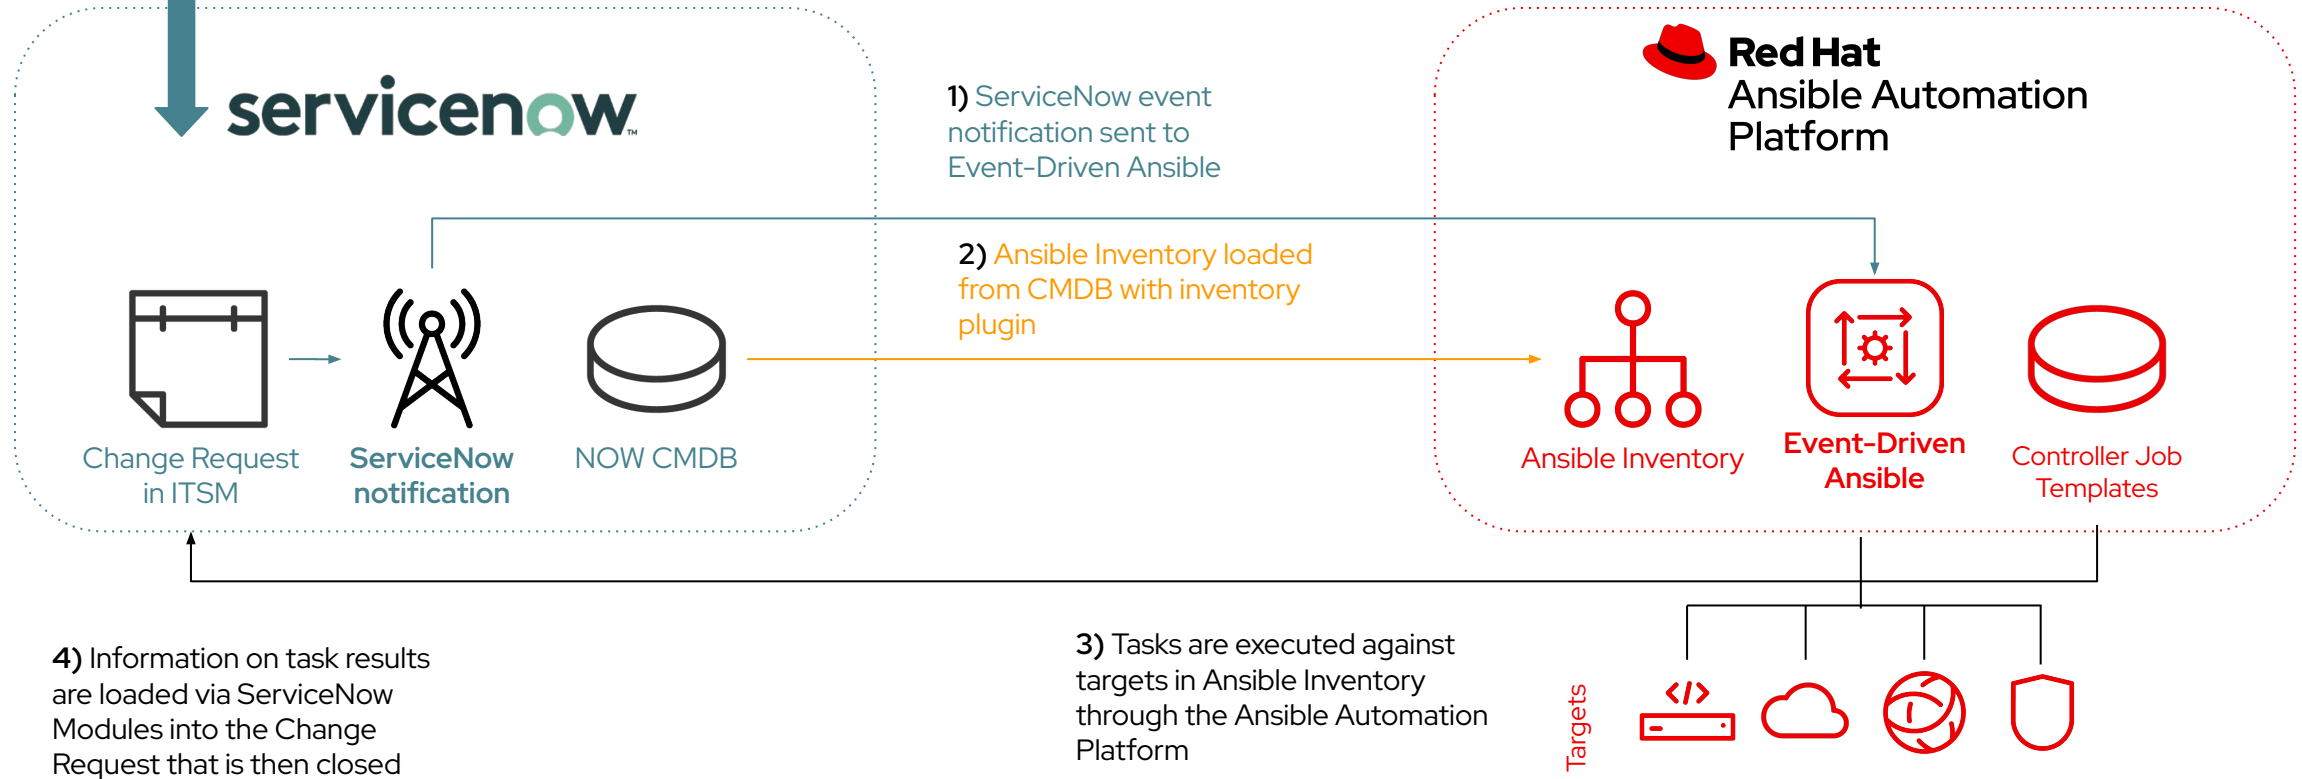 servicenow™
Red Hat
Ansible Automation
Platform
1) ServiceNow event
notification sent to
Event-Driven Ansible
2) Ansible Inventory loaded
from CMDB with inventory
plugin
Change Request
in ITSM
ServiceNow
notification
NOW CMDB
Ansible Inventory
Event-Driven
Ansible
Controller Job
Templates
4) Information on task results
are loaded via ServiceNow
Modules into the Change
Request that is then closed
3) Tasks are executed against
targets in Ansible Inventory
through the Ansible Automation
Platform
Targets
</>